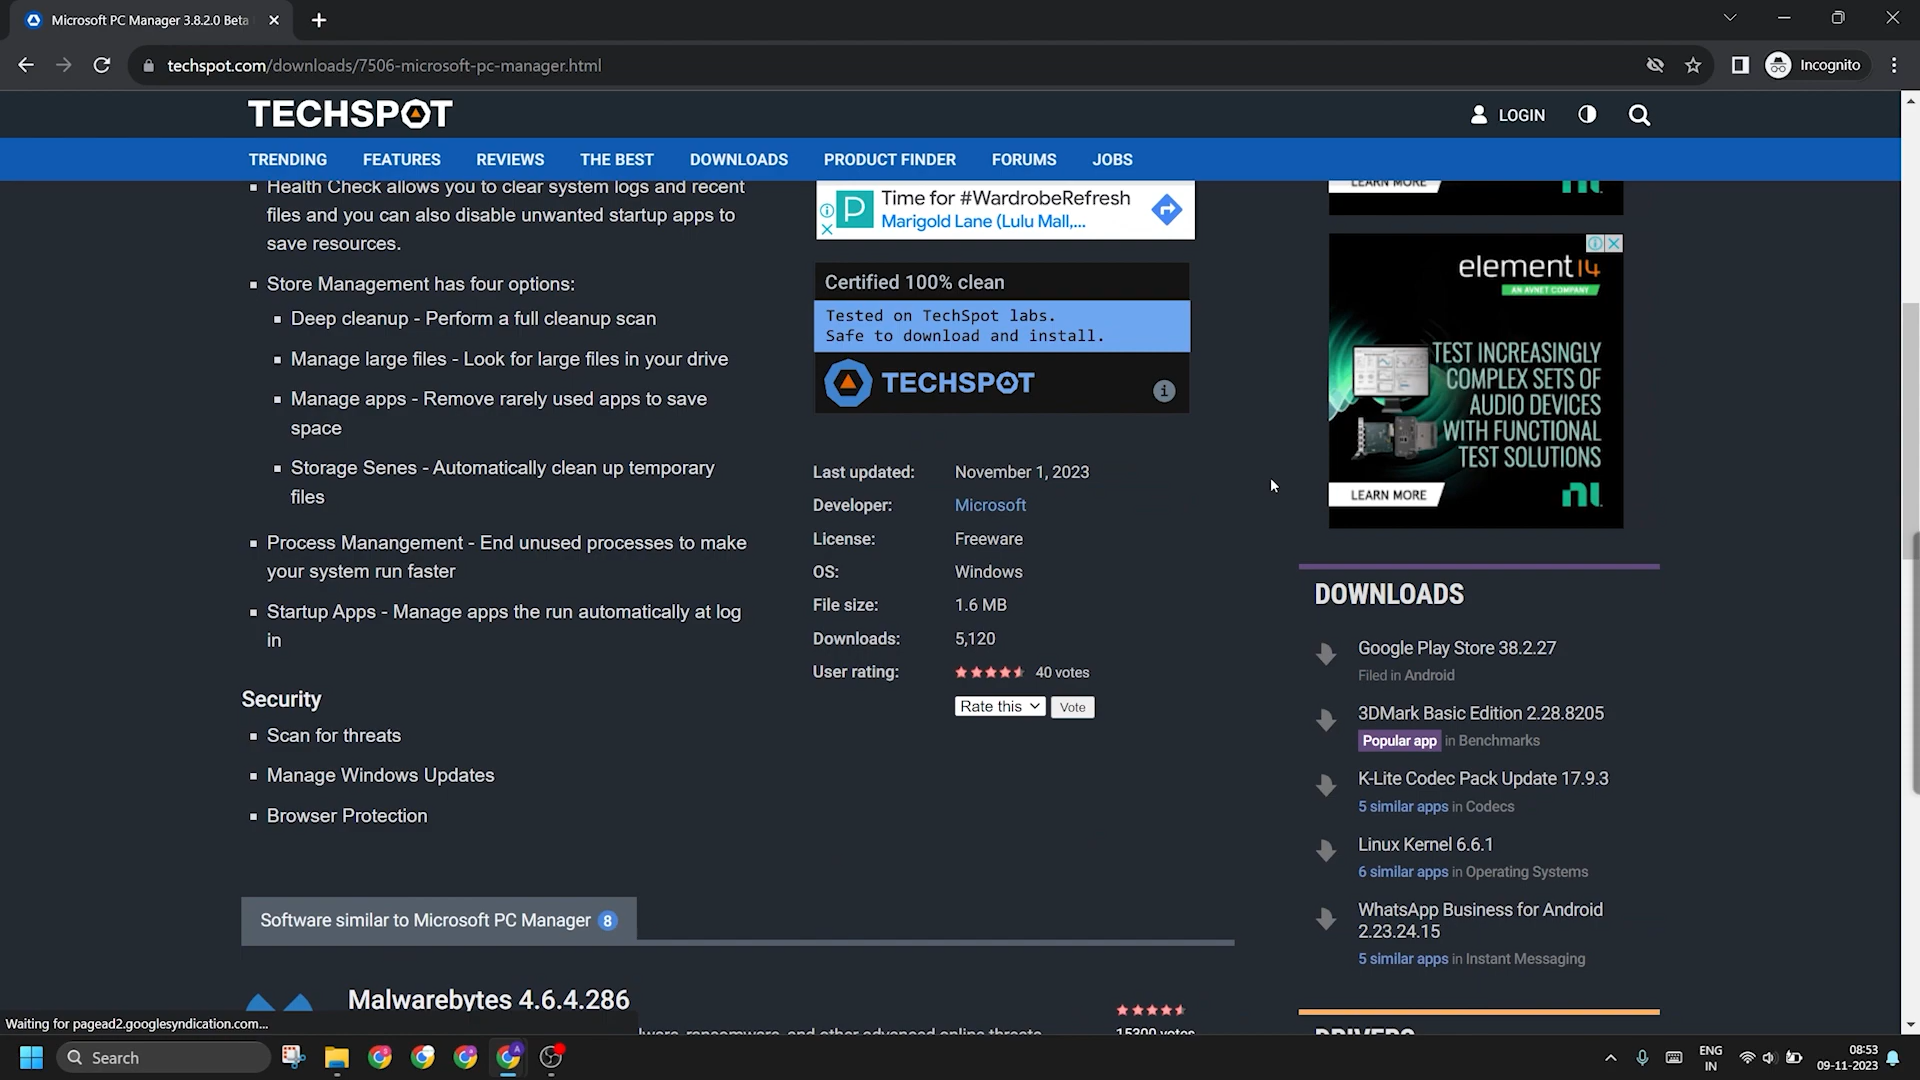 Microsoft PC Manager 3.8.2.0 Beta
techspot.com/downloads/7506-microsoft-pc-manager.html
Incognito
TECHSPOT
LOGIN
TRENDING
FEATURES
REVIEWS
THE BEST
DOWNLOADS
PRODUCT FINDER
FORUMS
JOBS
Health Check allows you to clear system logs and recent
files and you can also disable unwanted startup apps to
save resources.
Store Management has four options:
Deep cleanup - Perform a full cleanup scan
Manage large files - Look for large files in your drive
Manage apps - Remove rarely used apps to save
space
Storage Senes - Automatically clean up temporary
files
Process Manangement - End unused processes to make
your system run faster
Startup Apps - Manage apps the run automatically at log
in
Security
Scan for threats
Manage Windows Updates
Browser Protection
Time for #WardrobeRefresh
Marigold Lane (Lulu Mall,...
Certified 100% clean
Tested on TechSpot labs.
Safe to download and install.
TECHSPOT
Last updated: November 1, 2023
Developer: Microsoft
License: Freeware
OS: Windows
File size: 1.6 MB
Downloads: 5,120
User rating: 40 votes
Rate this Vote
LEARN MORE
element14
AN AVNET COMPANY
TEST INCREASINGLY
COMPLEX SETS OF
AUDIO DEVICES
WITH FUNCTIONAL
TEST SOLUTIONS
LEARN MORE
DOWNLOADS
Google Play Store 38.2.27
Filed in Android
3DMark Basic Edition 2.28.8205
Popular app in Benchmarks
K-Lite Codec Pack Update 17.9.3
5 similar apps in Codecs
Linux Kernel 6.6.1
6 similar apps in Operating Systems
WhatsApp Business for Android
2.23.24.15
5 similar apps in Instant Messaging
DRIVERS
Software similar to Microsoft PC Manager 8
Malwarebytes 4.6.4.286
ransomware, and other advanced online threats
15300 votes
Waiting for pagead2.googlesyndication.com...
Search
ENG
IN
08:53
09-11-2023